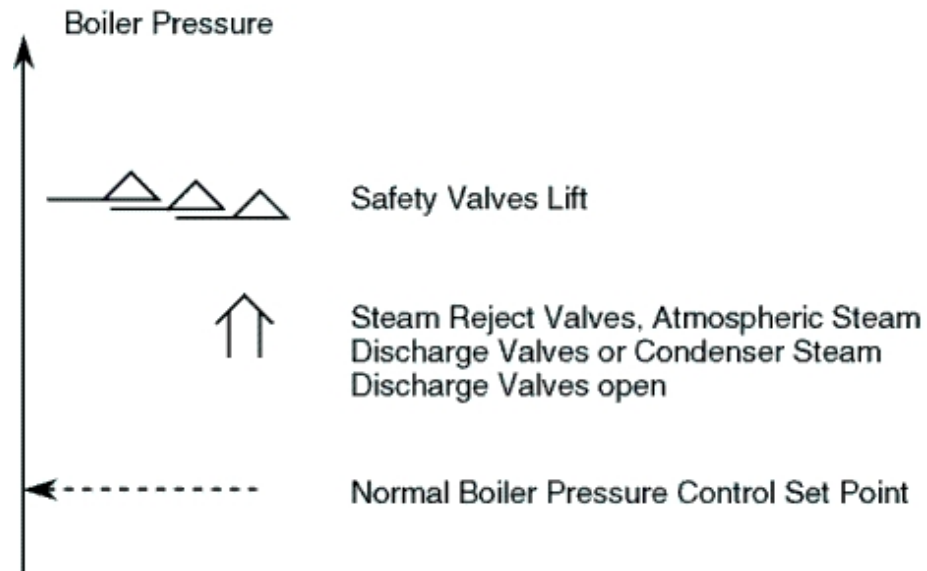 Boiler Pressure
Safety Valves Lift
Steam Reject Valves, Atmospheric Steam
Discharge Valves or Condenser Steam
Discharge Valves open
Normal Boiler Pressure Control Set Point